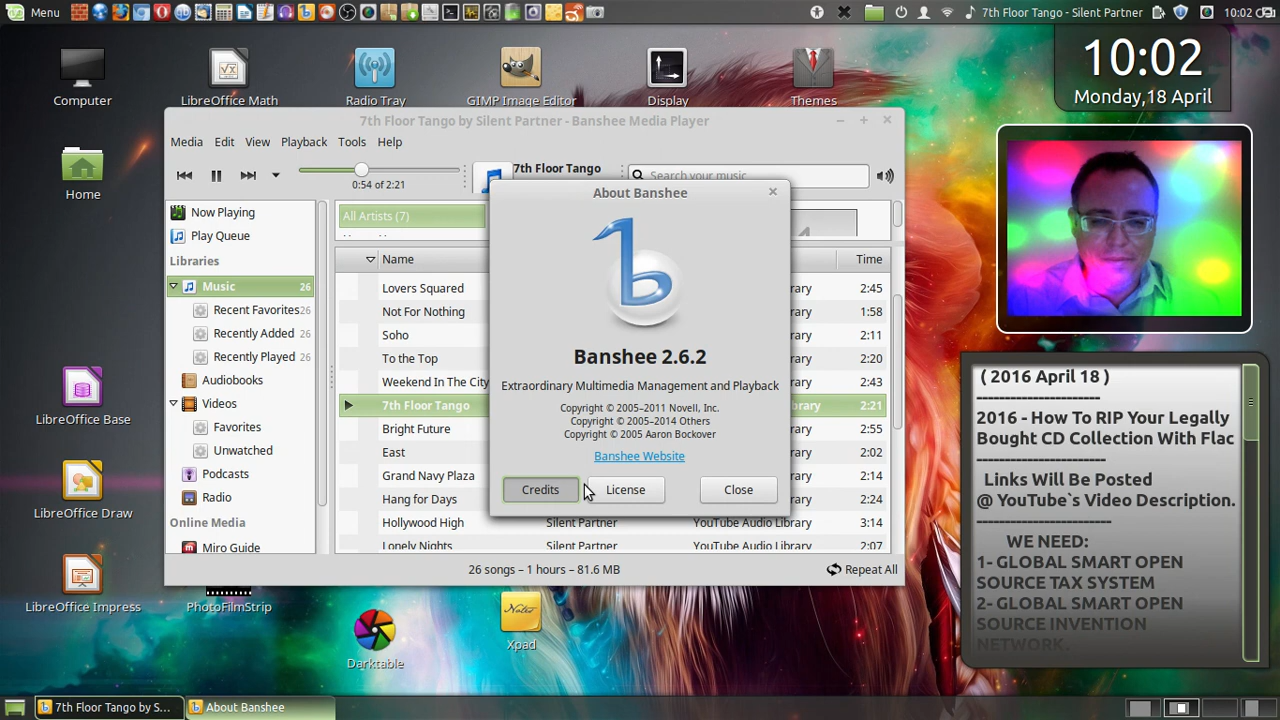 Menu
7th Floor Tango - Silent Partner
10:02
Computer
LibreOffice Math
Radio Tray
GIMP Image Editor
Display
Themes
10:02
Monday,18 April
7th Floor Tango by Silent Partner - Banshee Media Player
Media Edit View Playback Tools Help
0:54 of 2:21
7th Floor Tango
Search your music
Home
Now Playing
Play Queue
Libraries
Music 26
Recent Favorites 26
Recently Added 26
Recently Played 26
Audiobooks
Videos
Favorites
Unwatched
Podcasts
Radio
Online Media
Miro Guide
All Artists (7)
Name Time
Lovers Squared rary 2:45
Not For Nothing rary 1:58
Soho rary 2:11
To the Top rary 2:20
Weekend In The City rary 2:43
7th Floor Tango library 2:21
Bright Future rary 2:55
East rary 2:02
Grand Navy Plaza rary 2:14
Hang for Days rary 2:24
Hollywood High Silent Partner YouTube Audio Library 3:14
Lonely Nights Silent Partner YouTube Audio Library 2:07
26 songs – 1 hours – 81.6 MB
Repeat All
About Banshee
Banshee 2.6.2
Extraordinary Multimedia Management and Playback
Copyright © 2005–2011 Novell, Inc.
Copyright © 2005–2014 Others
Copyright © 2005 Aaron Bockover
Banshee Website
Credits License Close
LibreOffice Base
LibreOffice Draw
LibreOffice Impress
PhotoFilmStrip
Darktable
Notes
Xpad
( 2016 April 18 )
-----------------------
2016 - How To RIP Your Legally
Bought CD Collection With Flac
-------------------------
Links Will Be Posted
@ YouTube`s Video Description.
--------------------------
WE NEED:
1- GLOBAL SMART OPEN
SOURCE TAX SYSTEM
2- GLOBAL SMART OPEN
SOURCE INVENTION
NETWORK.
7th Floor Tango by S...
About Banshee